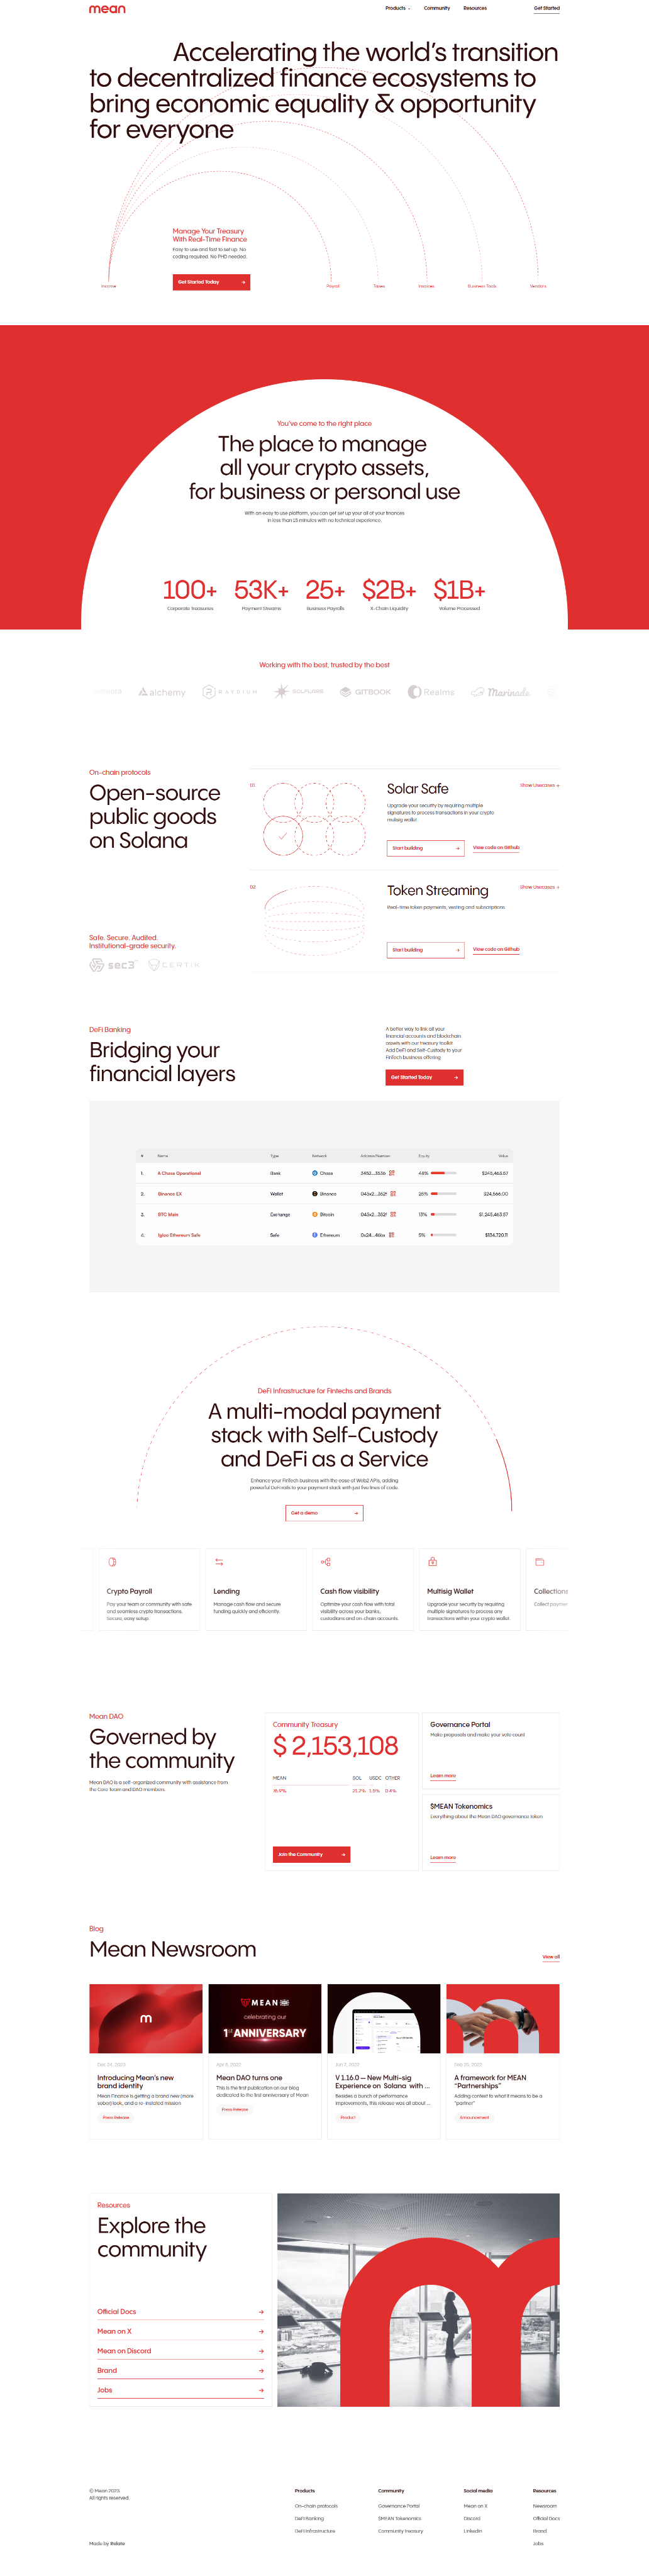 mean
Products
Community
Resources
Get Started
Accelerating the world's transition
to decentralized finance ecosystems to
bring economic equality & opportunity
for everyone
Manage Your Treasury
With Real-Time Finance
Easy to use and fast to set up. No
coding required. No PHD needed.
Get Started Today
Income
Payroll
Taxes
Invoices
Business Tools
Vendors
You've come to the right place
The place to manage
all your crypto assets,
for business or personal use
With an easy to use platform, you can get set up your all of your finances
in less than 15 minutes with no technical experience.
100+ 53K+ 25+ $2B+ $1B+
Corporate Treasuries
Payment Streams
Business Payrolls
X-Chain Liquidity
Volume Processed
Working with the best, trusted by the best
alchemy
RAYDIUM
SOLFLARE
GITBOOK
Realms
Marinade
On-chain protocols
Open-source
public goods
on Solana
Safe. Secure. Audited.
Institutional-grade security.
sec3
CERTIK
01
Solar Safe
Show Usecases
Upgrade your security by requiring multiple
signatures to process transactions in your crypto
multisig wallet
Start building
View code on Github
02
Token Streaming
Show Usecases
Real-time token payments, vesting and subscriptions
Start building
View code on Github
DeFi Banking
Bridging your
financial layers
A better way to link all your
financial accounts and blockchain
assets with our treasury toolkit
Add DeFi and Self-Custody to your
FinTech business offering
Get Started Today
# Name Type Network Value
1. A Chase Operational Bank Chase 48% $245,463.57
2. Binance EX Wallet Binance 26% $24,566.00
3. BTC Main Exchange Bitcoin 13% $1,245,463.57
4. Igloo Ethereum Safe Safe Ethereum 9% $134,720.11
DeFi Infrastructure for Fintechs and Brands
A multi-modal payment
stack with Self-Custody
and DeFi as a Service
Enhance your FinTech business with the ease of Web2 APIs, adding
powerful DeFi rails to your payment stack with just five lines of code.
Get a demo
Crypto Payroll
Pay your team or community with safe
and seamless crypto transactions.
Secure, easy setup.
Lending
Manage cash flow and secure
funding quickly and efficiently.
Cash flow visibility
Optimize your cash flow with total
visibility across your banks,
custodians and on-chain accounts.
Multisig Wallet
Upgrade your security by requiring
multiple signatures to process any
transactions within your crypto wallet.
Collections
Collect payment
Mean DAO
Governed by
the community
Mean DAO is a self-organized community with assistance from
the Core Team and DAO members.
Community Treasury
$ 2,153,108
MEAN SOL USDC OTHER
1.5% 0.4%
Join the Community
Governance Portal
Make proposals and make your vote count
Learn more
$MEAN Tokenomics
Everything about the Mean DAO governance token
Learn more
Blog
Mean Newsroom
View all
Dec 24, 2023
Introducing Mean's new
brand identity
Mean Finance is getting a brand new (more
sober) look, and a re-instated mission
Press Release
MEAN
celebrating our
1st ANNIVERSARY
Apr 8, 2022
Mean DAO turns one
This is the first publication on our blog
dedicated to the first anniversary of Mean
Press Release
Jun 7, 2022
V 1.16.0 — New Multi-sig
Experience on Solana with ...
Besides a bunch of performance
improvements, this release was all about ...
Product
Feb 25, 2022
A framework for MEAN
"Partnerships"
Adding context to what it means to be a
"partner"
Announcement
Resources
Explore the
community
Official Docs
Mean on X
Mean on Discord
Brand
Jobs
© Mean 2023
All rights reserved.
Made by Relate
Products
On-chain protocols
DeFi Banking
DeFi Infrastructure
Community
Governance Portal
$MEAN Tokenomics
Community treasury
Social media
Mean on X
Discord
LinkedIn
Resources
Newsroom
Official Docs
Brand
Jobs